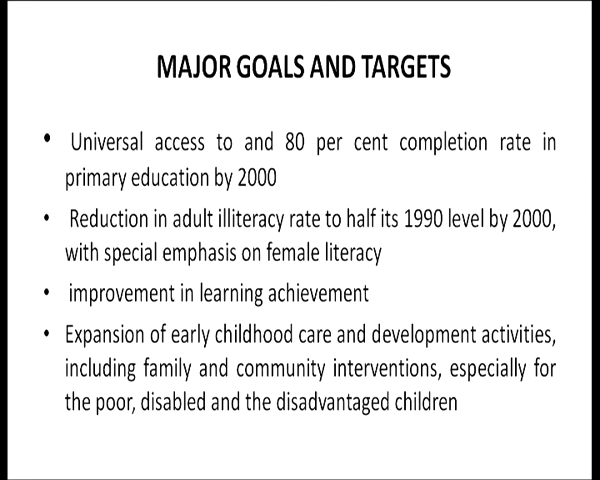 MAJOR GOALS AND TARGETS
• Universal access to and 80 per cent completion rate in
primary education by 2000
• Reduction in adult illiteracy rate to half its 1990 level by 2000,
with special emphasis on female literacy
• improvement in learning achievement
• Expansion of early childhood care and development activities,
including family and community interventions, especially for
the poor, disabled and the disadvantaged children